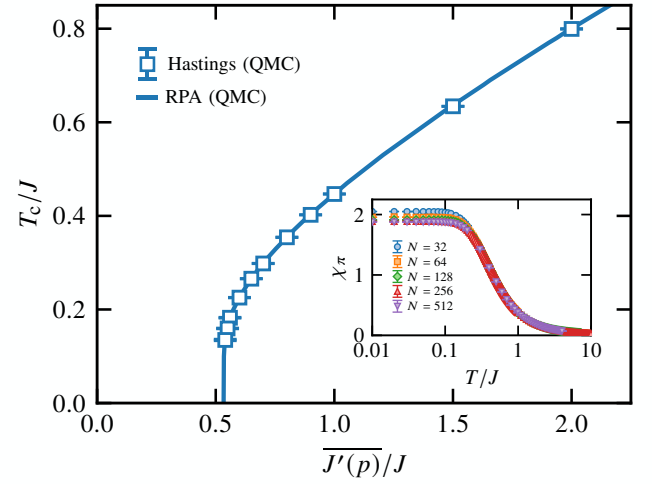 0.8
0.6
0.4
0.2
0.0
T_c/J
Hastings (QMC)
RPA (QMC)
0.0 0.5 1.0 1.5 2.0
\overline{J′(p)}/J
2
1
0
χ_π
N = 32
N = 64
N = 128
N = 256
N = 512
0.01 0.1 1 10
T/J